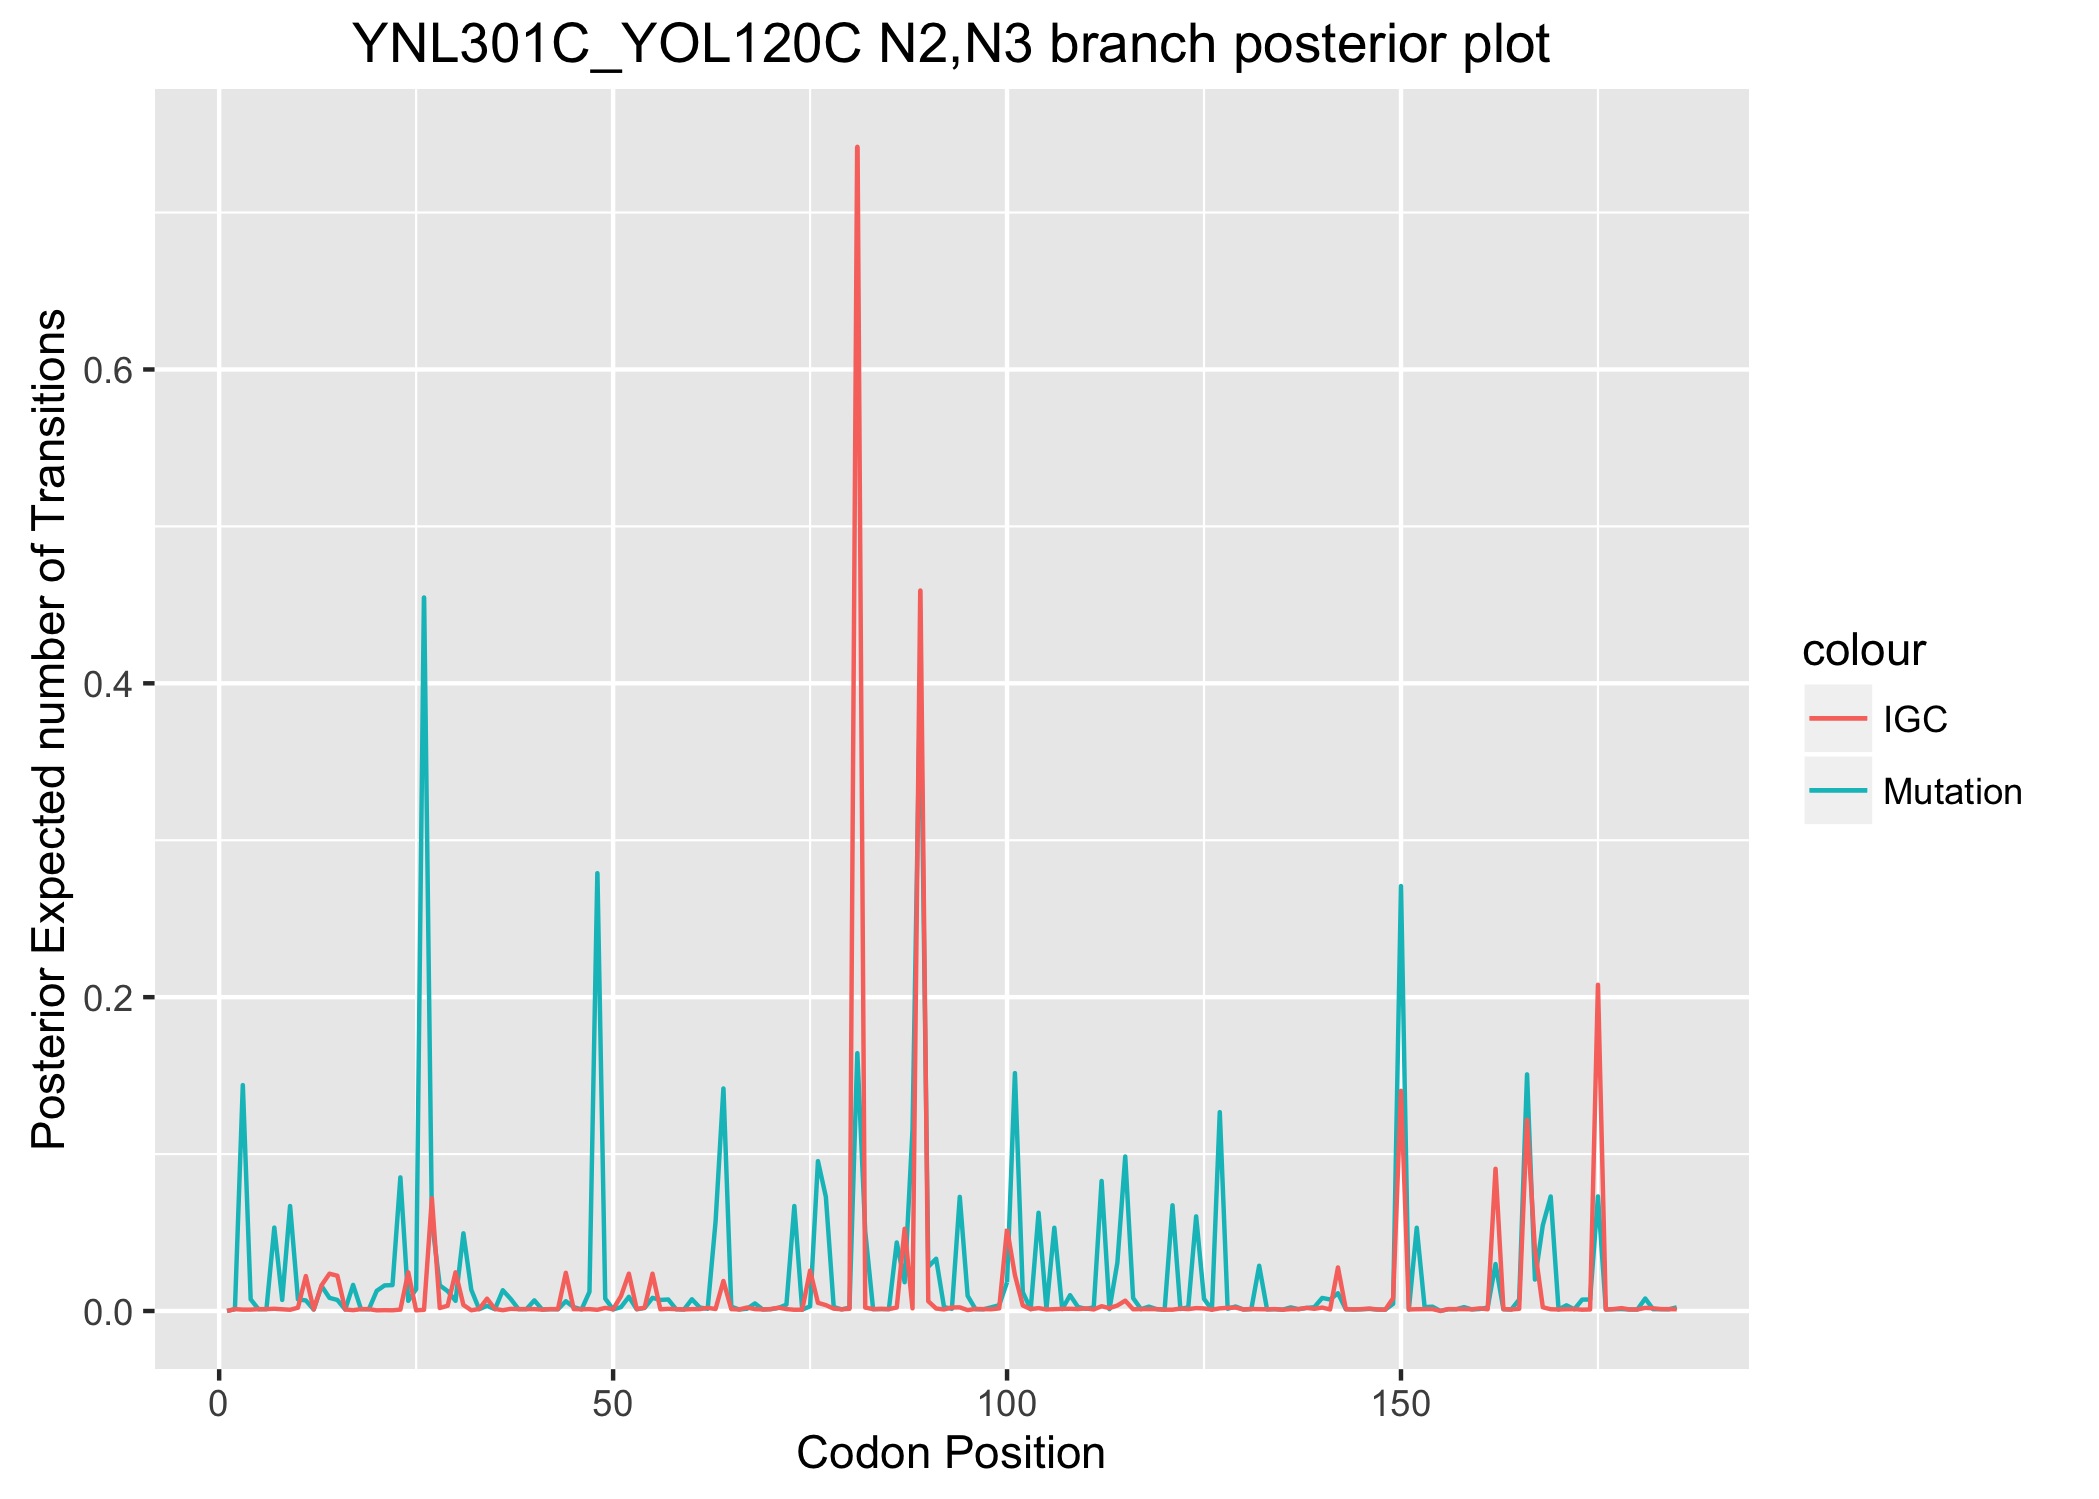 YNL301C_YOL120C N2,N3 branch posterior plot
Posterior Expected number of Transitions
0.6
0.4
0.2
0.0
0 50 100 150
Codon Position
colour
IGC
Mutation